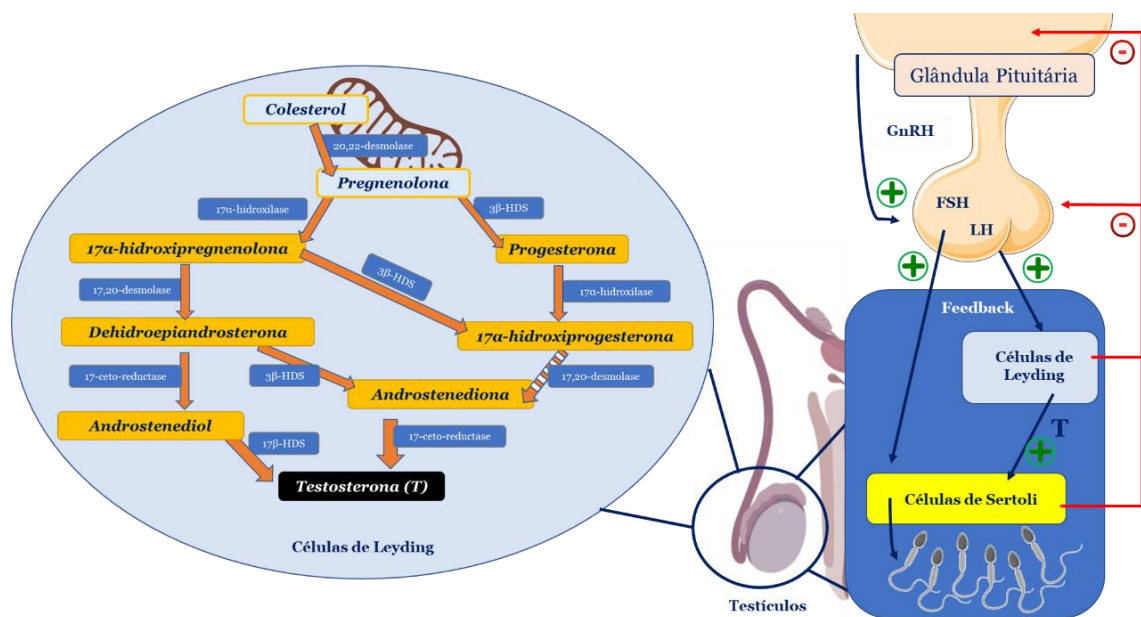 Colesterol
20,22-desmolase
Pregnenolona
17α-hidroxilase
3β-HDS
17α-hidroxipregnenolona
Progesterona
17,20-desmolase
3β-HDS
17α-hidroxilase
Dehidroepiandrosterona
17α-hidroxiprogesterona
17-ceto-reductase
3β-HDS
17,20-desmolase
Androstenediona
Androstenediol
17β-HDS
17-ceto-reductase
Testosterona (T)
Células de Leyding
Testículos
Glândula Pituitária
GnRH
FSH
LH
Feedback
Células de
Leyding
T
Células de Sertoli